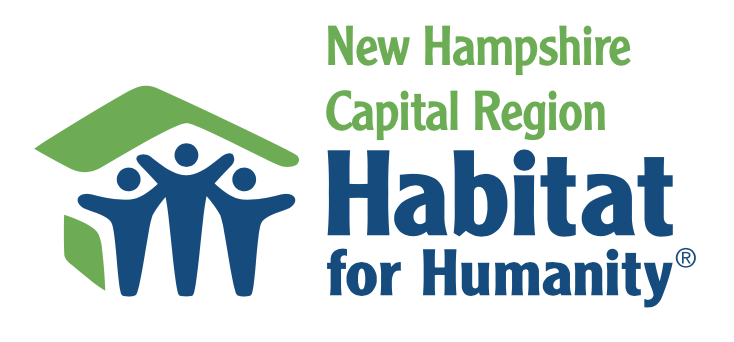 New Hampshire
Capital Region
Habitat
for Humanity®